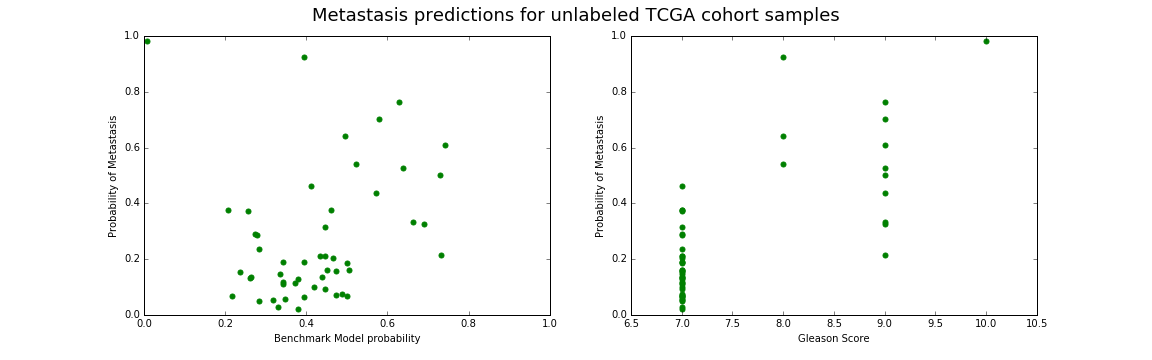 Metastasis predictions for unlabeled TCGA cohort samples
1.0
0.8
0.6
0.4
0.2
0.0
Probability of Metastasis
0.0 0.2 0.4 0.6 0.8 1.0
Benchmark Model probability
1.0
0.8
0.6
0.4
0.2
0.0
Probability of Metastasis
6.5 7.0 7.5 8.0 8.5 9.0 9.5 10.0 10.5
Gleason Score